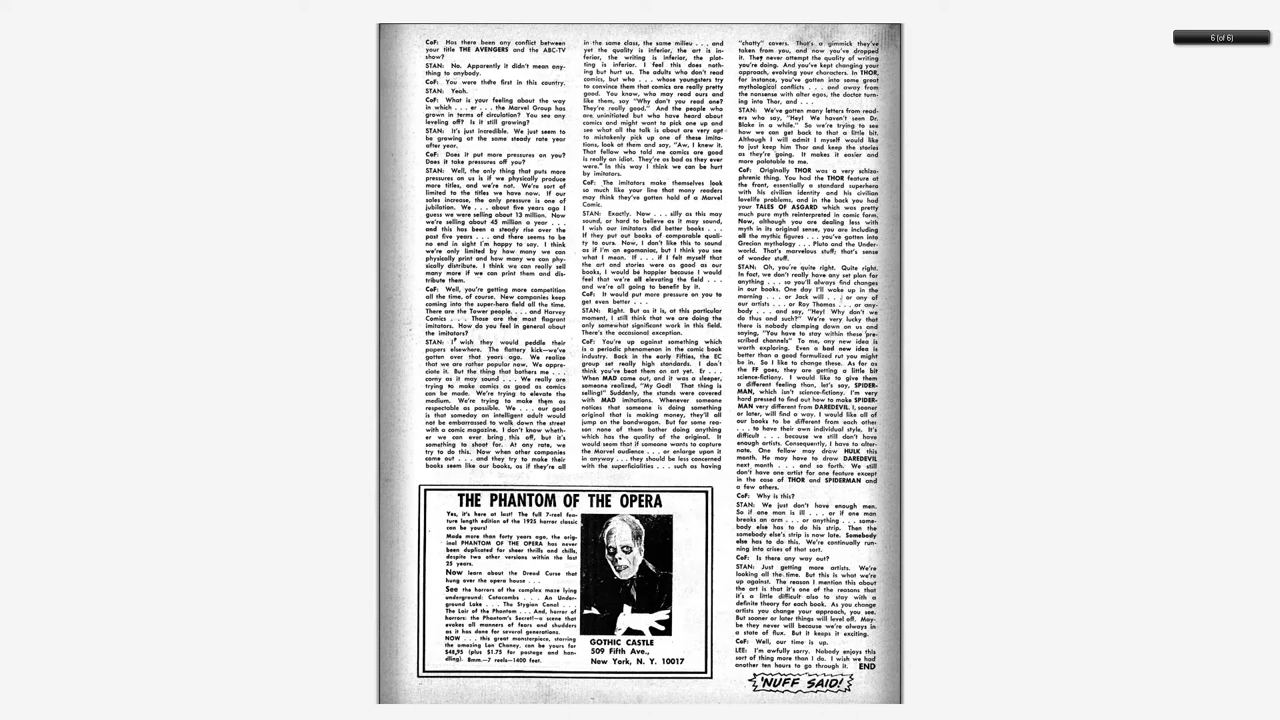 6 (of 6)
CoF: Has there been any conflict between
your title THE AVENGERS and the ABC-TV
show?
STAN: No. Apparently it didn't mean any-
thing to anybody.
CoF: You were the first in this country.
STAN: Yeah.
CoF: What is your feeling about the way
in which . . . er . . . the Marvel Group has
grown in terms of circulation? You see any
leveling off? Is it still growing?
STAN: It's just incredible. We just seem to
be growing at the same steady rate year
after year.
CoF: Does it put more pressures on you?
Does it take pressures off you?
STAN: Well, the only thing that puts more
pressures on us is if we physically produce
more titles, and we're not. We're sort of
limited to the titles we have now. If our
sales increase, the only pressure is one of
jubilation. We . . . about five years ago I
guess we were selling about 13 million. Now
we're selling about 45 million a year . . .
and this has been a steady rise over the
past five years . . . and there seems to be
no end in sight I'm happy to say. I think
we're only limited by how many we can
physically print and how many we can phy-
sically distribute. I think we can really sell
many more if we can print them and dis-
tribute them.
CoF: Well, you're getting more competition
all the time, of course. New companies keep
coming into the super-hero field all the time.
There are the Tower people. . . . and Harvey
Comics . . . Those are the most flagrant
imitators. How do you feel in general about
the imitators?
STAN: I wish they would peddle their
papers elsewhere. The flattery kick—we've
gotten over that years ago. We realize
that we are rather popular now. We appre-
ciate it. But the thing that bothers me . . .
corny as it may sound . . . We really are
trying to make comics as good as comics
can be made. We're trying to elevate the
medium. We're trying to make them as
respectable as possible. We . . . our goal
is that someday an intelligent adult would
not be embarrassed to walk down the street
with a comic magazine. I don't know wheth-
er we can ever bring this off, but it's
something to shoot for. At any rate, we
try to do this. Now when other companies
come out . . . and they try to make their
books seem like our books, as if they're all
in the same class, the same milieu . . . and
yet the quality is inferior, the art is in-
ferior, the writing is inferior, the plot-
ting is inferior. I feel this does noth-
ing but hurt us. The adults who don't read
comics, but who . . . whose youngsters try
to convince them that comics are really pretty
good. You know, who may read ours and
like them, say "Why don't you read one?
They're really good." And the people who
are, uninitiated but who have heard about
comics and might want to pick one up and
see what all the talk is about are very apt
to mistakenly pick up one of these imita-
tions, look at them and say, "Aw, I knew it.
That fellow who told me comics are good
is really an idiot. They're as bad as they ever
were." In this way I think we can be hurt
by imitators.
CoF: The imitators make themselves look
so much like your line that many readers
may think they've gotten hold of a Marvel
Comic.
STAN: Exactly. Now . . . silly as this may
sound, or hard to believe as it may sound,
I wish our imitators did better books . . .
If they put out books of comparable quali-
ty to ours. Now, I don't like this to sound
as if I'm an egomaniac, but I think you see
what I mean. If . . . if I felt myself that
the art and stories were as good as our
books, I would be happier because I would
feel that we're all elevating the field . . .
and we're all going to benefit by it.
CoF: It would put more pressure on you to
get even better . . .
STAN: Right. But as it is, at this particular
moment, I still think that we are doing the
only somewhat significant work in this field.
There's the occasional exception.
CoF: You're up against something which
is a periodic phenomenon in the comic book
industry. Back in the early Fifties, the EC
group set really high standards. I don't
think you've beat them on art yet. Er . . .
When MAD came out, and it was a sleeper,
someone realized, "My God! That thing is
selling!" Suddenly, the stands were covered
with MAD imitations. Whenever someone
notices that someone is doing something
original that is making money, they'll all
jump on the bandwagon. But for some rea-
son none of them bother doing anything
which has the quality of the original. It
would seem that if someone wants to capture
the Marvel audience . . . or enlarge upon it
in anyway . . . they should be less concerned
with the superficialities . . . such as having
"chatty" covers. That's a gimmick they've
taken from you, and now you've dropped
it. They never attempt the quality of writing
you're doing. And you've kept changing your
approach, evolving your characters. In THOR,
for instance, you've gotten into some great
mythological conflicts . . . and away from
the nonsense with alter egos, the doctor turn-
ing into Thor, and . . .
STAN: We've gotten many letters from read-
ers who say, "Hey! We haven't seen Dr.
Blake in a while." So we're trying to see
how we can get back to that a little bit.
Although I will admit I myself would like
to just keep him Thor and keep the stories
as they're going. It makes it easier and
more palatable to me.
CoF: Originally THOR was a very schizo-
phrenic thing. You had the THOR feature at
the front, essentially a standard superhero
with his civilian identity and his civilian
lovelife problems, and in the back you had
your TALES OF ASGARD which was pretty
much pure myth reinterpreted in comic form.
Now, although you are dealing less with
myth in its original sense, you are including
all the mythic figures . . . you've gotten into
Grecian mythology . . . Pluto and the Under-
world. That's marvelous stuff; that's sense
of wonder stuff.
STAN: Oh, you're quite right. Quite right.
In fact, we don't really have any set plan for
anything . . . so you'll always find changes
in our books. One day I'll wake up in the
morning . . . or Jack will . . . or any of
our artists . . . or Roy Thomas . . . or any-
body . . . and say, "Hey! Why don't we
do thus and such?" We're very lucky that
there is nobody clamping down on us and
saying, "You have to stay within these pre-
scribed channels" To me, any new idea is
worth exploring. Even a bad new idea is
better than a good formulized rut you might
be in. So I like to change these. As far as
the FF goes, they are getting a little bit
science-fictiony. I would like to give them
a different feeling than, let's say, SPIDER-
MAN, which isn't science-fictiony. I'm very
hard pressed to find out how to make SPIDER-
MAN very different from DAREDEVIL. I, sooner
or later, will find a way. I would like all of
our books to be different from each other
. . . to have their own individual style. It's
difficult . . . because we still don't have
enough artists. Consequently, I have to alter-
nate. One fellow may draw HULK this
month. He may have to draw DAREDEVIL
next month . . . and so forth. We still
don't have one artist for one feature except
in the case of THOR and SPIDERMAN and
a few others.
CoF: Why is this?
STAN: We just don't have enough men.
So if one man is ill . . . or if one man
breaks an arm . . . or anything . . . some-
body else has to do his strip. Then the
somebody else's strip is now late. Somebody
else has to do this. We're continually run-
ning into crises of that sort.
CoF: Is there any way out?
STAN: Just getting more artists. We're
looking all the time. But this is what we're
up against. The reason I mention this about
the art is that it's one of the reasons that
it's a little difficult also to stay with a
definite theory for each book. As you change
artists you change your approach, you see.
But sooner or later things will level off. May-
be they never will because we're always in
a state of flux. But it keeps it exciting.
CoF: Well, our time is up.
LEE: I'm awfully sorry. Nobody enjoys this
sort of thing more than I do. I wish we had
another ten hours to go through it. END
'NUFF SAID!
THE PHANTOM OF THE OPERA
Yes, it's here at last! The full 7-reel fea-
ture length edition of the 1925 horror classic
can be yours!
Made more than forty years ago, the orig-
inal PHANTOM OF THE OPERA has never
been duplicated for sheer thrills and chills,
despite two other versions within the last
25 years.
Now learn about the Dread Curse that
hung over the opera house . . .
See the horrors of the complex maze lying
underground: Catacombs . . . An Under-
ground Lake . . . The Stygian Canal . . .
The Lair of the Phantom . . . And, horror of
horrors: the Phantom's Secret!—a scene that
evokes all manners of fears and shudders
as it has done for several generations.
NOW . . . this great monsterpiece, starring
the amazing Lon Chaney, can be yours for
$48.95 (plus $1.75 for postage and han-
dling). 8mm.—7 reels—1400 feet.
GOTHIC CASTLE
509 Fifth Ave.,
New York, N. Y. 10017